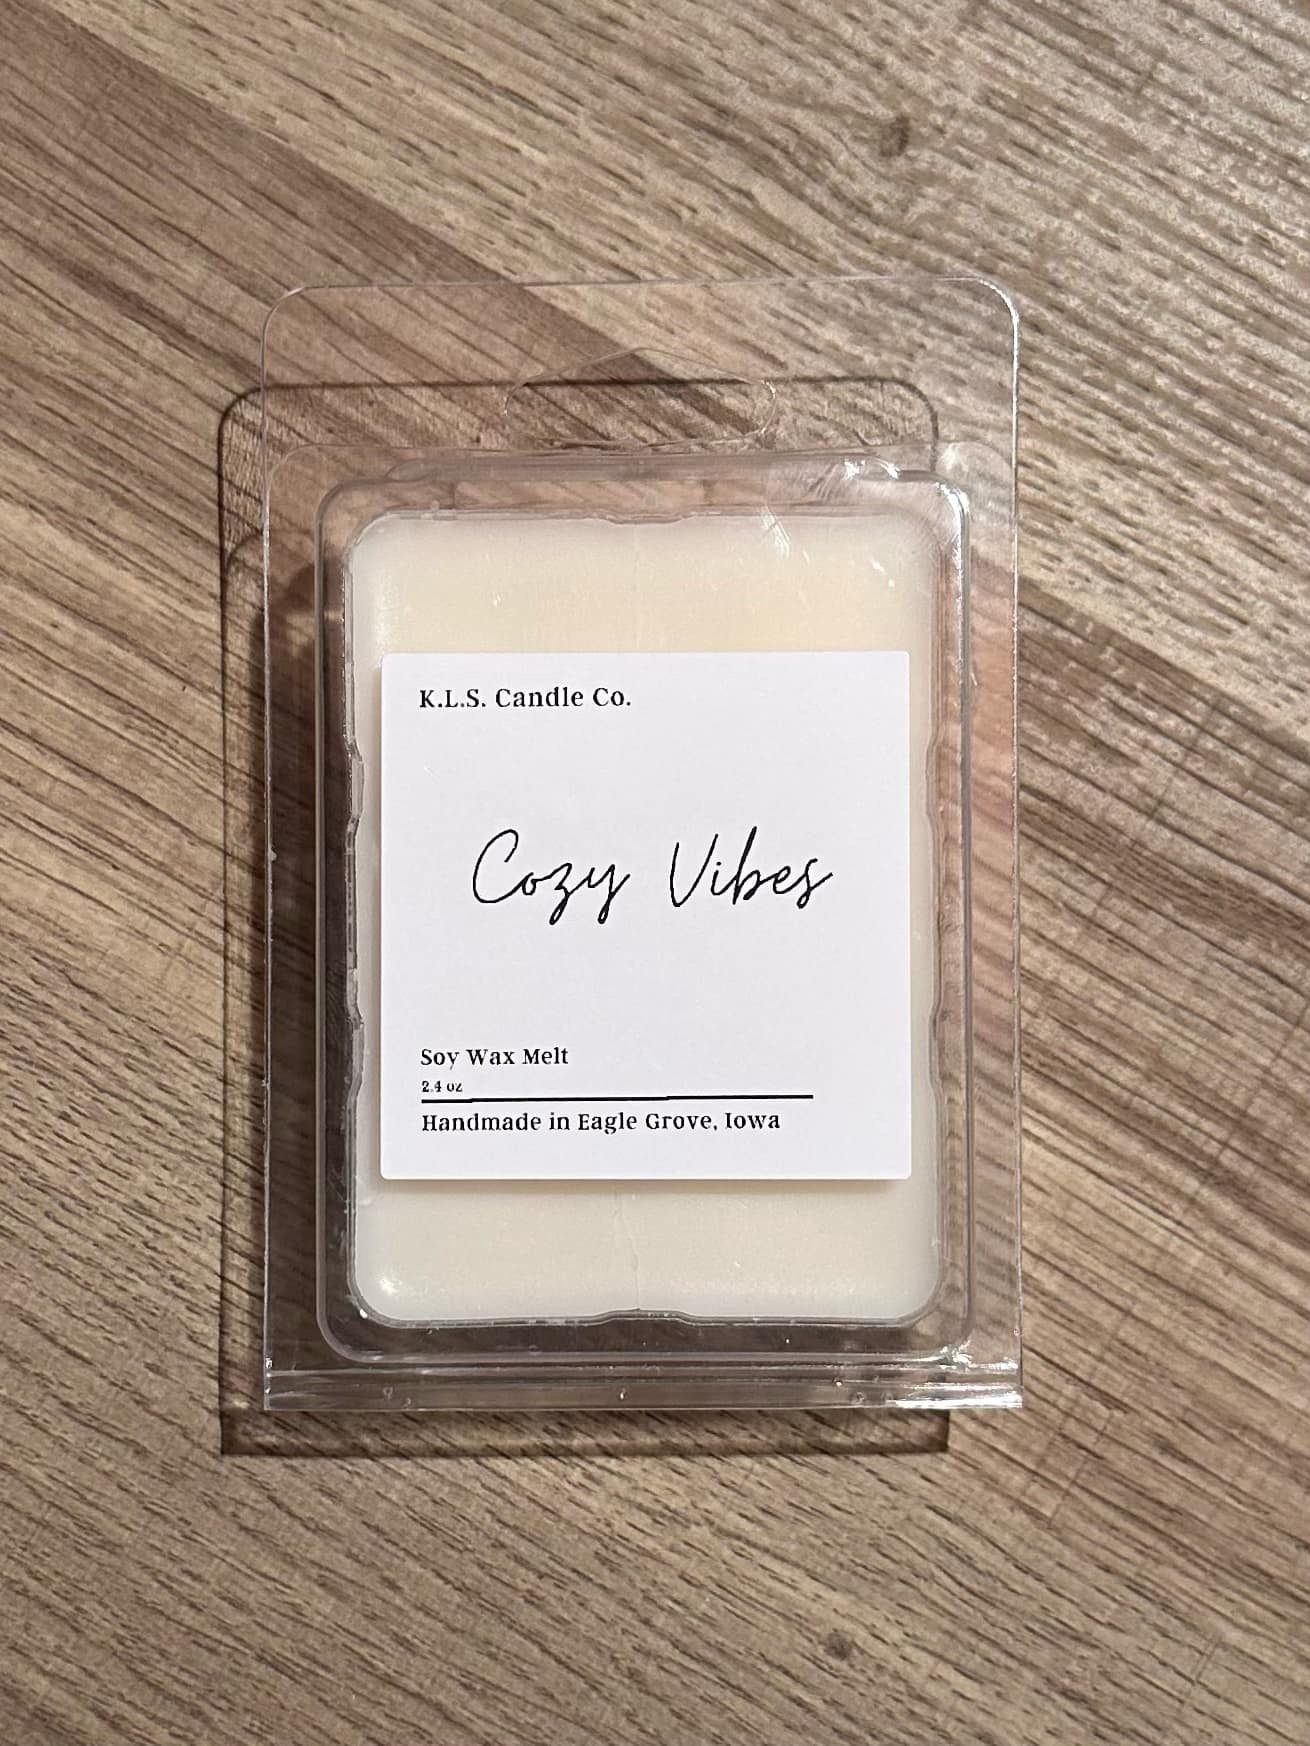 K.L.S. Candle Co.
Cozy Vibes
Soy Wax Melt
2.4 oz
Handmade in Eagle Grove, Iowa